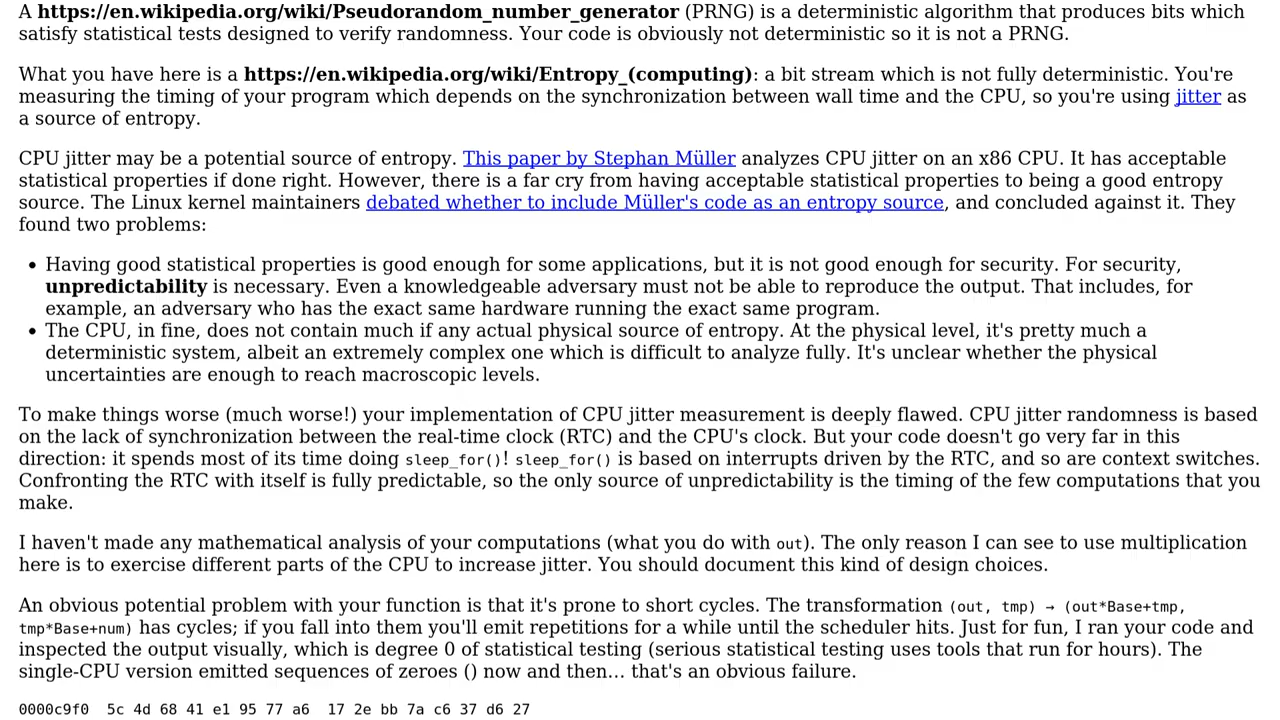 A https://en.wikipedia.org/wiki/Pseudorandom_number_generator (PRNG) is a deterministic algorithm that produces bits which
satisfy statistical tests designed to verify randomness. Your code is obviously not deterministic so it is not a PRNG.
What you have here is a https://en.wikipedia.org/wiki/Entropy_(computing): a bit stream which is not fully deterministic. You're
measuring the timing of your program which depends on the synchronization between wall time and the CPU, so you're using jitter as
a source of entropy.
CPU jitter may be a potential source of entropy. This paper by Stephan Müller analyzes CPU jitter on an x86 CPU. It has acceptable
statistical properties if done right. However, there is a far cry from having acceptable statistical properties to being a good entropy
source. The Linux kernel maintainers debated whether to include Müller's code as an entropy source, and concluded against it. They
found two problems:
• Having good statistical properties is good enough for some applications, but it is not good enough for security. For security,
unpredictability is necessary. Even a knowledgeable adversary must not be able to reproduce the output. That includes, for
example, an adversary who has the exact same hardware running the exact same program.
• The CPU, in fine, does not contain much if any actual physical source of entropy. At the physical level, it's pretty much a
deterministic system, albeit an extremely complex one which is difficult to analyze fully. It's unclear whether the physical
uncertainties are enough to reach macroscopic levels.
To make things worse (much worse!) your implementation of CPU jitter measurement is deeply flawed. CPU jitter randomness is based
on the lack of synchronization between the real-time clock (RTC) and the CPU's clock. But your code doesn't go very far in this
direction: it spends most of its time doing sleep_for()! sleep_for() is based on interrupts driven by the RTC, and so are context switches.
Confronting the RTC with itself is fully predictable, so the only source of unpredictability is the timing of the few computations that you
make.
I haven't made any mathematical analysis of your computations (what you do with out). The only reason I can see to use multiplication
here is to exercise different parts of the CPU to increase jitter. You should document this kind of design choices.
An obvious potential problem with your function is that it's prone to short cycles. The transformation (out, tmp) → (out*Base+tmp,
tmp*Base+num) has cycles; if you fall into them you'll emit repetitions for a while until the scheduler hits. Just for fun, I ran your code and
inspected the output visually, which is degree 0 of statistical testing (serious statistical testing uses tools that run for hours). The
single-CPU version emitted sequences of zeroes () now and then… that's an obvious failure.
0000c9f0  5c 4d 68 41 e1 95 77 a6  17 2e bb 7a c6 37 d6 27